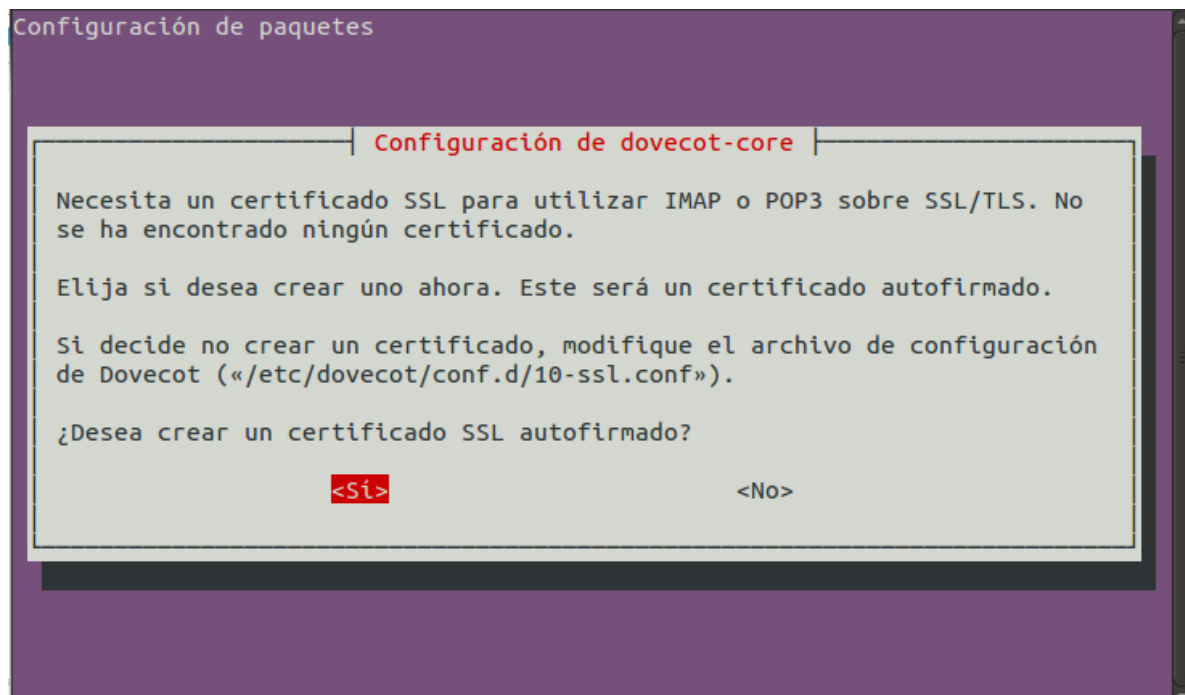 Configuración de paquetes
Configuración de dovecot-core
Necesita un certificado SSL para utilizar IMAP o POP3 sobre SSL/TLS. No
se ha encontrado ningún certificado.
Elija si desea crear uno ahora. Este será un certificado autofirmado.
Si decide no crear un certificado, modifique el archivo de configuración
de Dovecot («/etc/dovecot/conf.d/10-ssl.conf»).
¿Desea crear un certificado SSL autofirmado?
<Sí> <No>